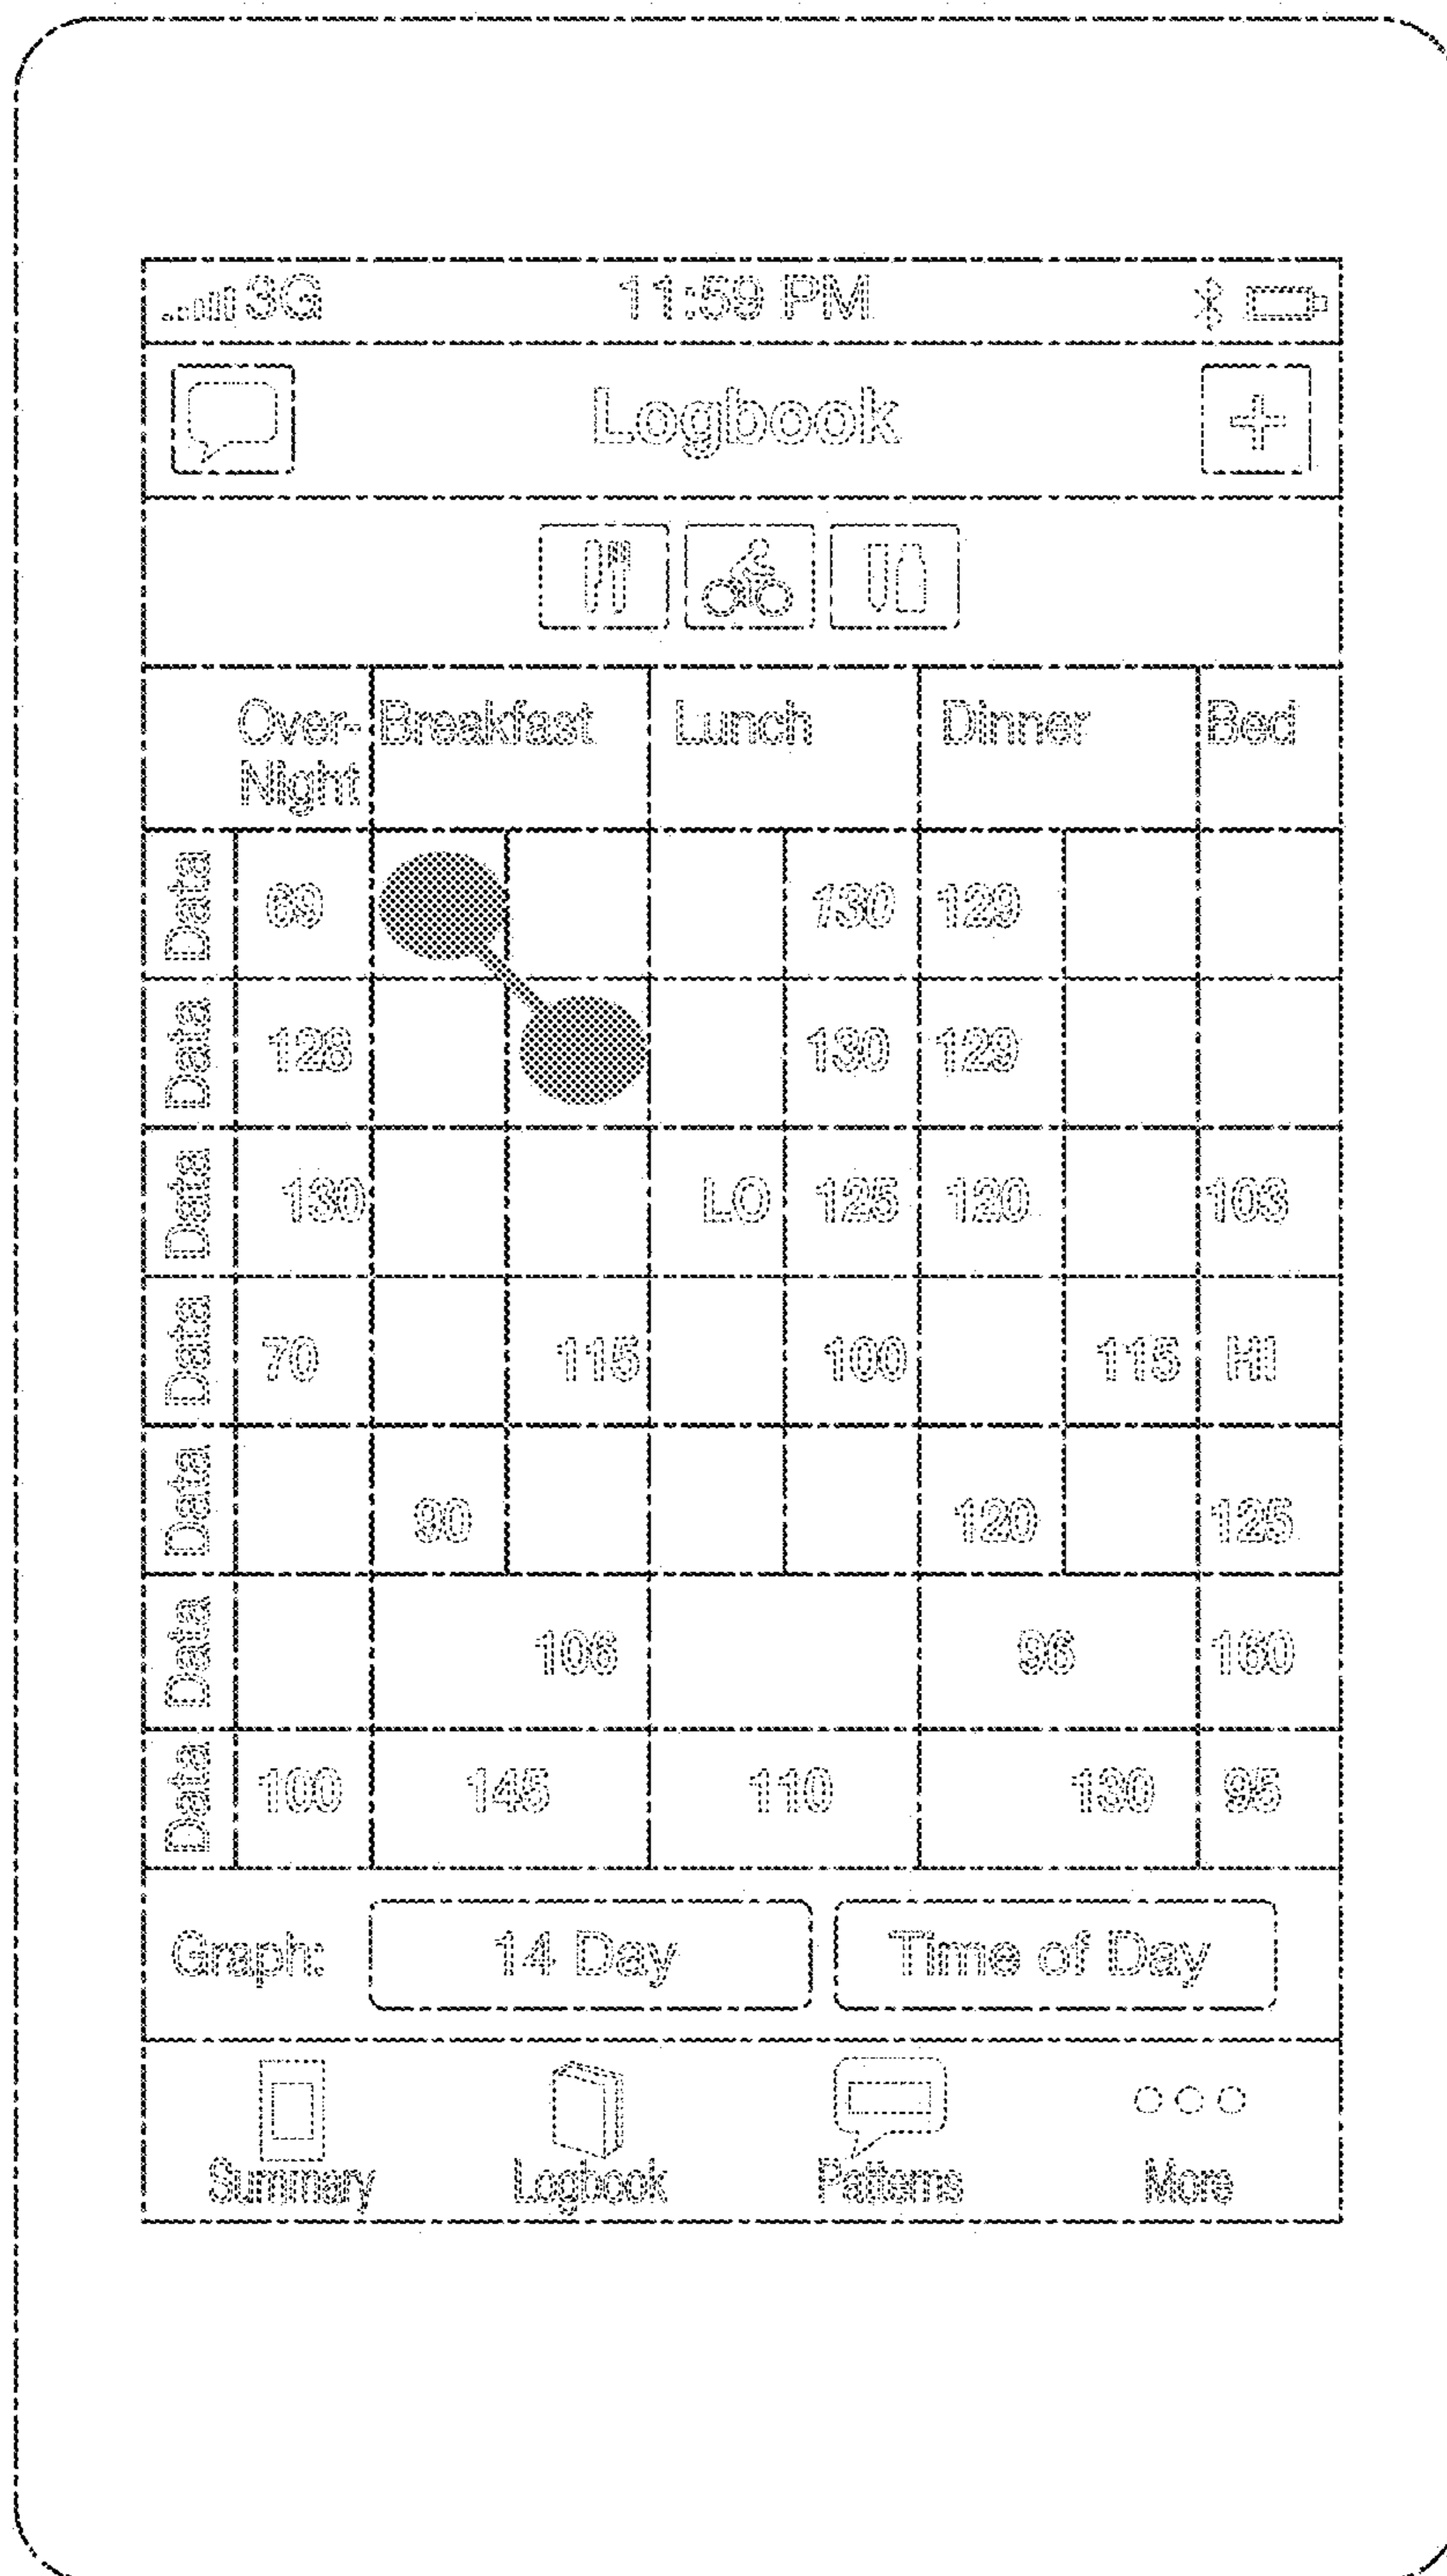 3G 11:59 PM
Logbook
Over- Breakfast Lunch Dinner Bed
Night
Data 69 130 129
Data 128 130 129
Data 130 LO 125 120 103
Data 70 115 100 115 HI
Data 90 120 125
Data 106 96 160
Data 100 145 110 130 95
Graph: 14 Day Time of Day
Summary Logbook Patterns More